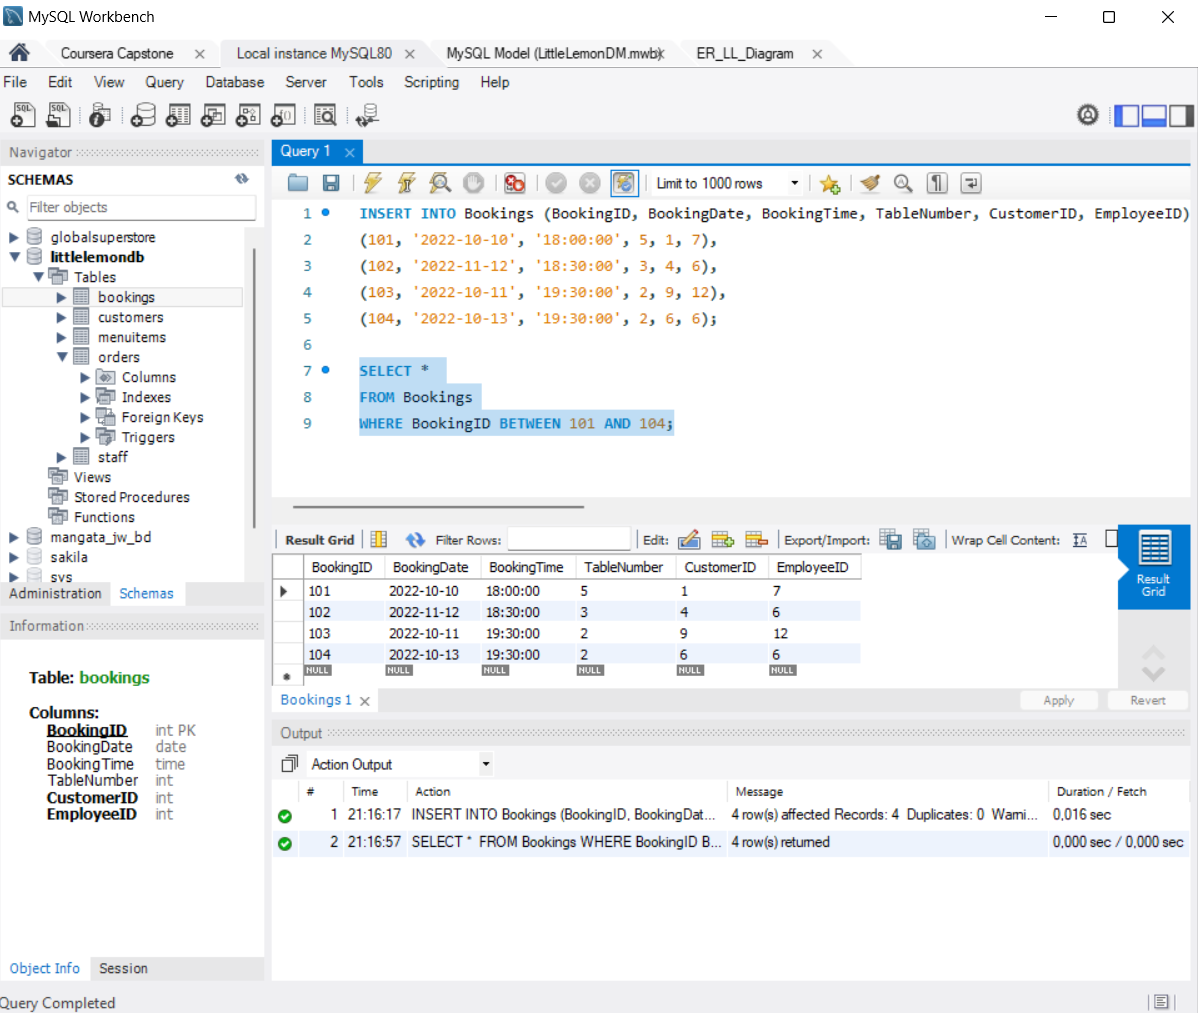 MySQL Workbench
Coursera Capstone
Local instance MySQL80
MySQL Model (LittleLemonDM.mwb)
ER_LL_Diagram
File Edit View Query Database Server Tools Scripting Help
Navigator
SCHEMAS
Filter objects
globalsuperstore
littlelemondb
Tables
bookings
customers
menuitems
orders
Columns
Indexes
Foreign Keys
Triggers
staff
Views
Stored Procedures
Functions
mangata_jw_bd
sakila
sys
Administration Schemas
Information
Table: bookings
Columns:
BookingID int PK
BookingDate date
BookingTime time
TableNumber int
CustomerID int
EmployeeID int
Object Info Session
Query 1
Limit to 1000 rows
1 INSERT INTO Bookings (BookingID, BookingDate, BookingTime, TableNumber, CustomerID, EmployeeID)
2 (101, '2022-10-10', '18:00:00', 5, 1, 7),
3 (102, '2022-11-12', '18:30:00', 3, 4, 6),
4 (103, '2022-10-11', '19:30:00', 2, 9, 12),
5 (104, '2022-10-13', '19:30:00', 2, 6, 6);
6
7 SELECT *
8 FROM Bookings
9 WHERE BookingID BETWEEN 101 AND 104;
Result Grid Filter Rows: Edit: Export/Import: Wrap Cell Content:
BookingID BookingDate BookingTime TableNumber CustomerID EmployeeID
101 2022-10-10 18:00:00 5 1 7
102 2022-11-12 18:30:00 3 4 6
103 2022-10-11 19:30:00 2 9 12
104 2022-10-13 19:30:00 2 6 6
NULL NULL NULL NULL NULL NULL
Result
Grid
Bookings 1
Apply Revert
Output
Action Output
# Time Action Message Duration / Fetch
1 21:16:17 INSERT INTO Bookings (BookingID, BookingDat... 4 row(s) affected Records: 4 Duplicates: 0 Warni... 0,016 sec
2 21:16:57 SELECT * FROM Bookings WHERE BookingID B... 4 row(s) returned 0,000 sec / 0,000 sec
Query Completed